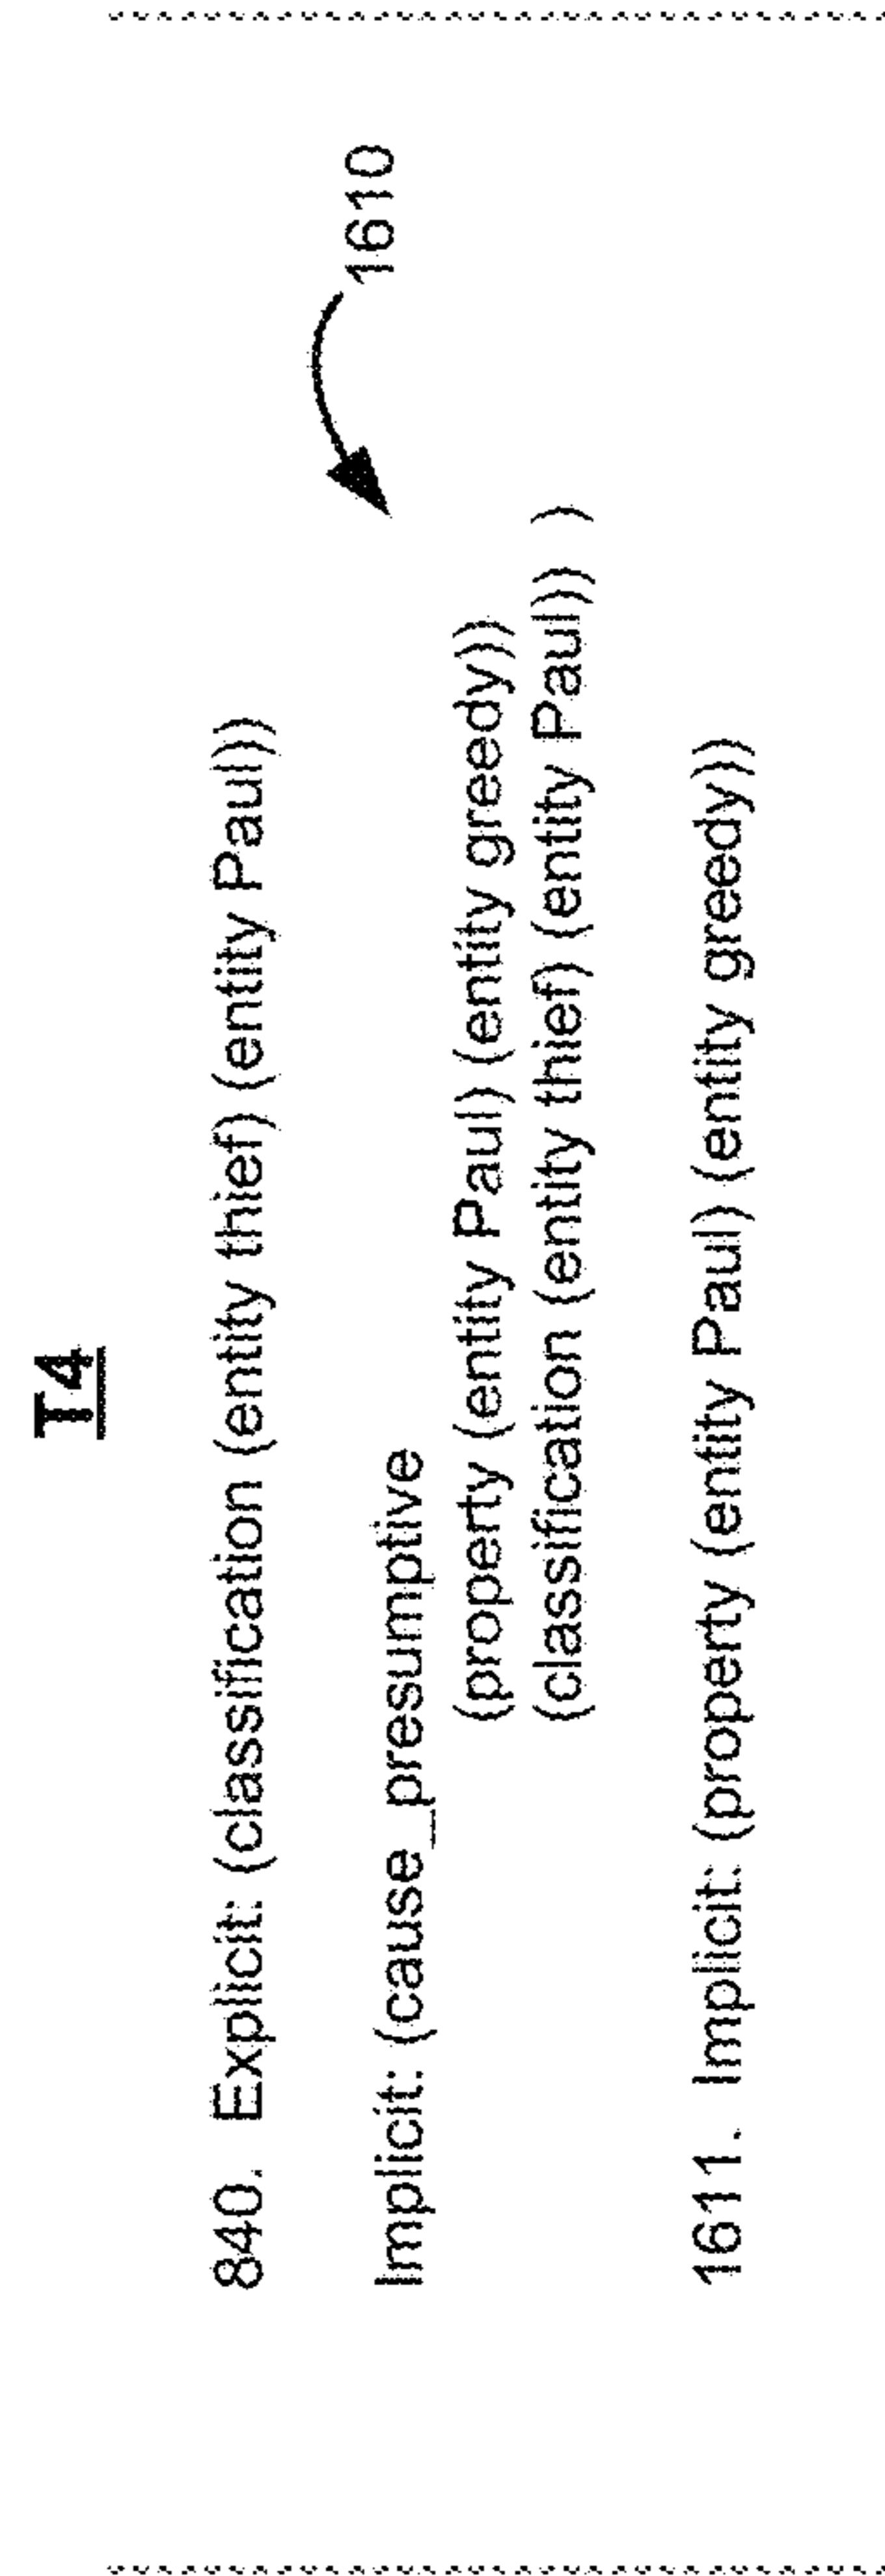 T4
840. Explicit: (classification (entity thief) (entity Paul))
1610
Implicit: (cause_presumptive
(property (entity Paul) (entity greedy))
(classification (entity thief) (entity Paul)) )
1611. Implicit: (property (entity Paul) (entity greedy))